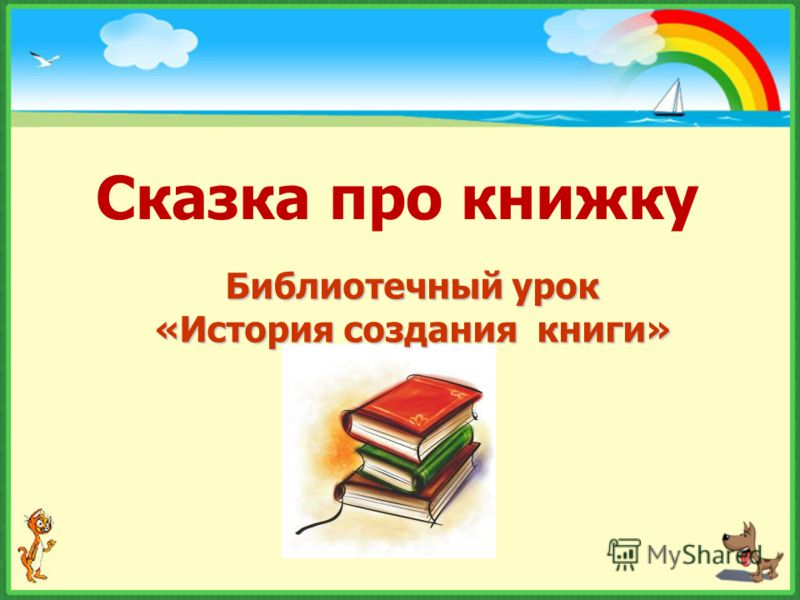 Сказка про книжку
Библиотечный урок
«История создания книги»
MyShared